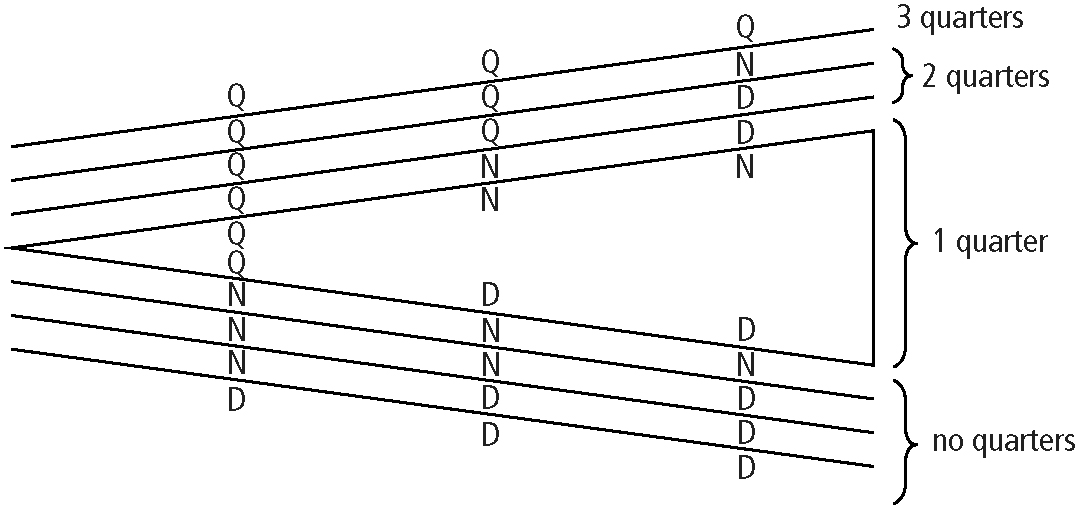 Q Q Q 3 quarters
Q Q N
2 quarters
Q Q D
Q N D
Q N N
1 quarter
Q D D
N N N
N N D
no quarters
N D D
D D D